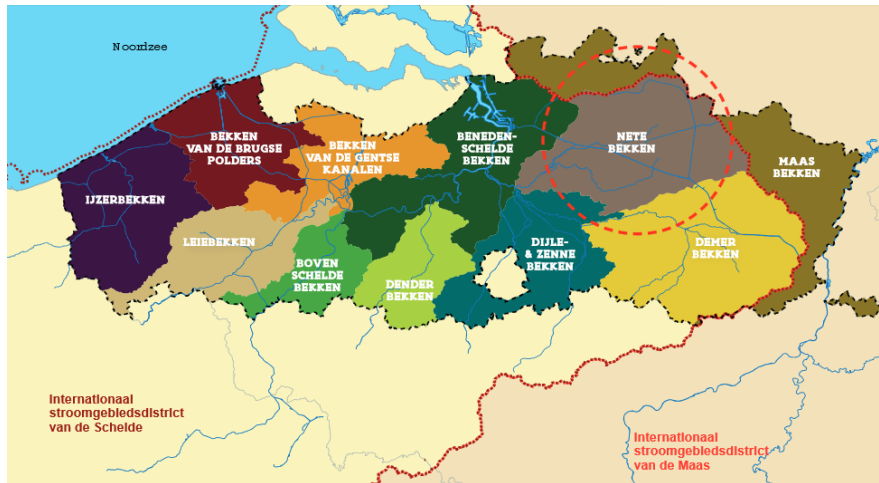 Noordzee
BEKKEN
VAN DE BRUGSE
POLDERS
BEKKEN
VAN DE GENTSE
KANALEN
BENEDEN-
SCHELDE
BEKKEN
NETE
BEKKEN
MAAS
BEKKEN
IJZERBEKKEN
LEIEBEKKEN
BOVEN
SCHELDE
BEKKEN
DENDER
BEKKEN
DIJLE-
& ZENNE
BEKKEN
DEMER
BEKKEN
Internationaal
stroomgebiedsdistrict
van de Schelde
Internationaal
stroomgebiedsdistrict
van de Maas